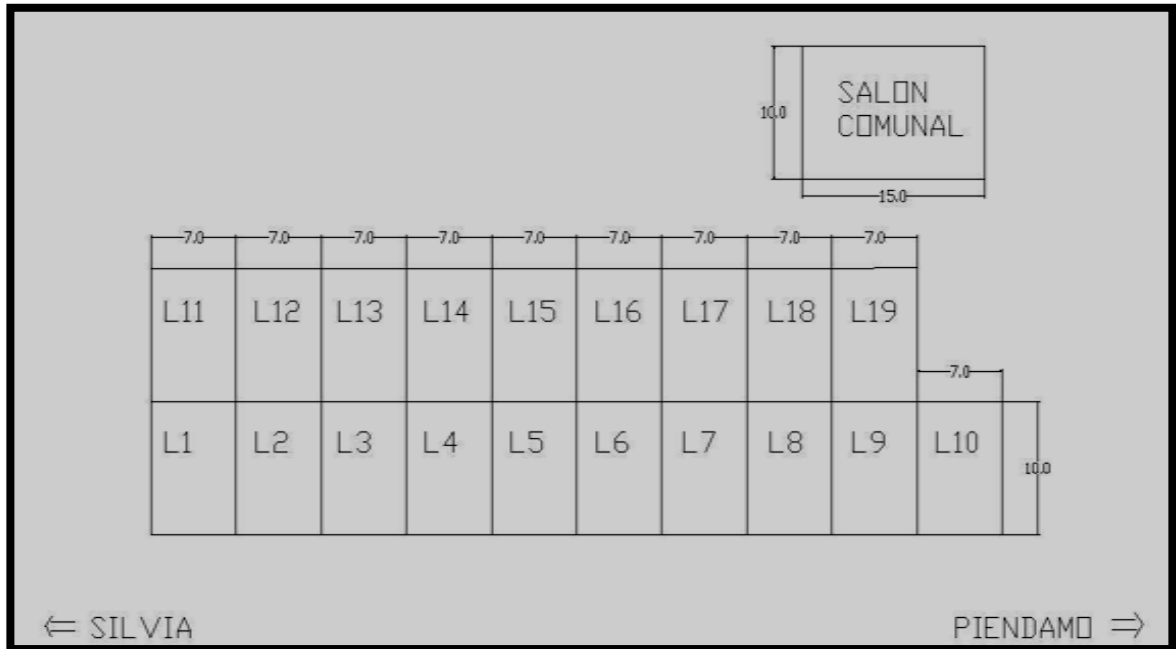 SALON
COMUNAL
10.0
15.0
7.0 7.0 7.0 7.0 7.0 7.0 7.0 7.0 7.0
L11 L12 L13 L14 L15 L16 L17 L18 L19
7.0
L1 L2 L3 L4 L5 L6 L7 L8 L9 L10
10.0
⇐ SILVIA PIENDAMO ⇒